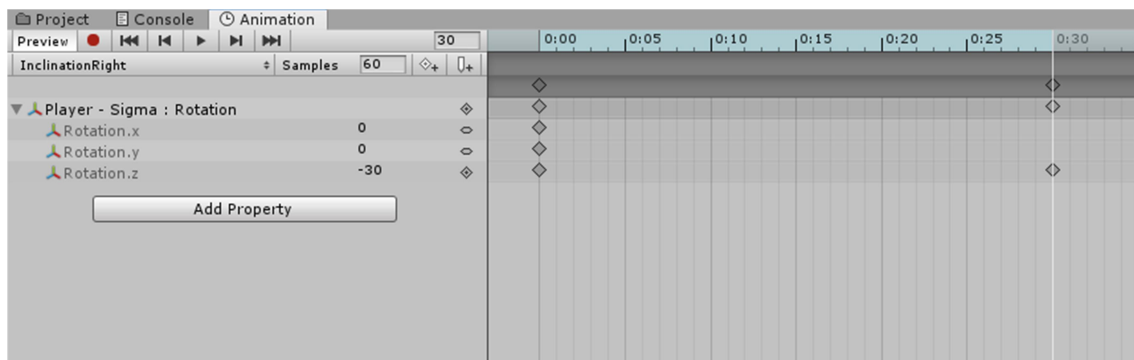 Project Console Animation
Preview 30 0:00 0:05 0:10 0:15 0:20 0:25 0:30
InclinationRight Samples 60
Player - Sigma : Rotation
Rotation.x 0
Rotation.y 0
Rotation.z -30
Add Property